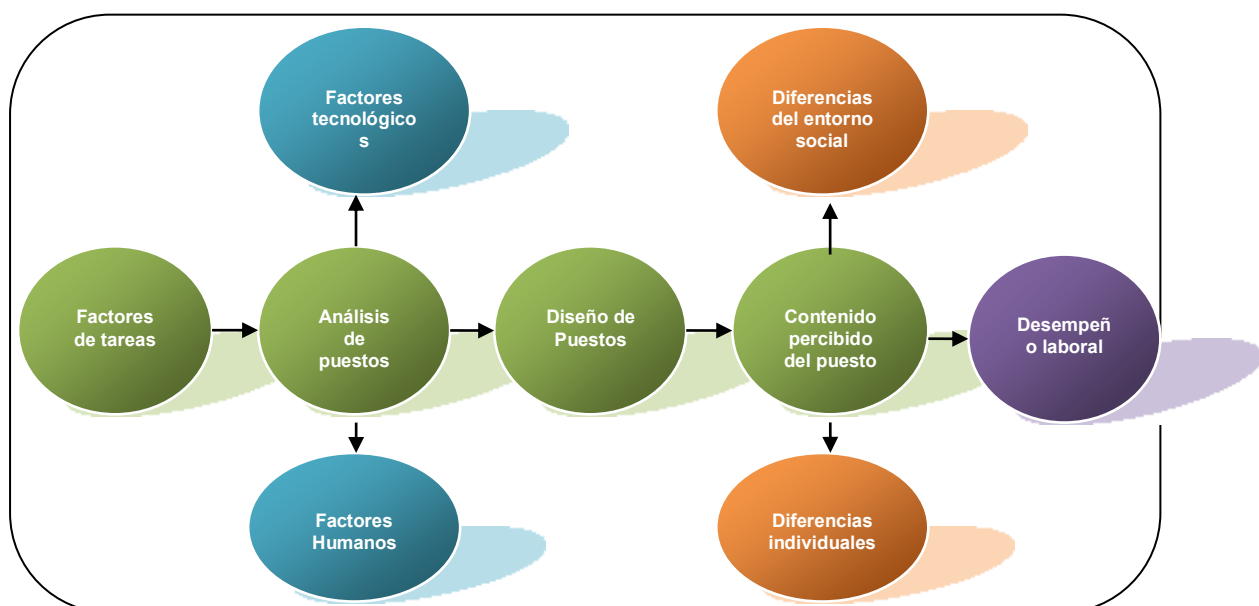 Factores
tecnológico
s
Diferencias
del entorno
social
Factores
de tareas
Análisis
de
puestos
Diseño de
Puestos
Contenido
percibido
del puesto
Desempeñ
o laboral
Factores
Humanos
Diferencias
individuales